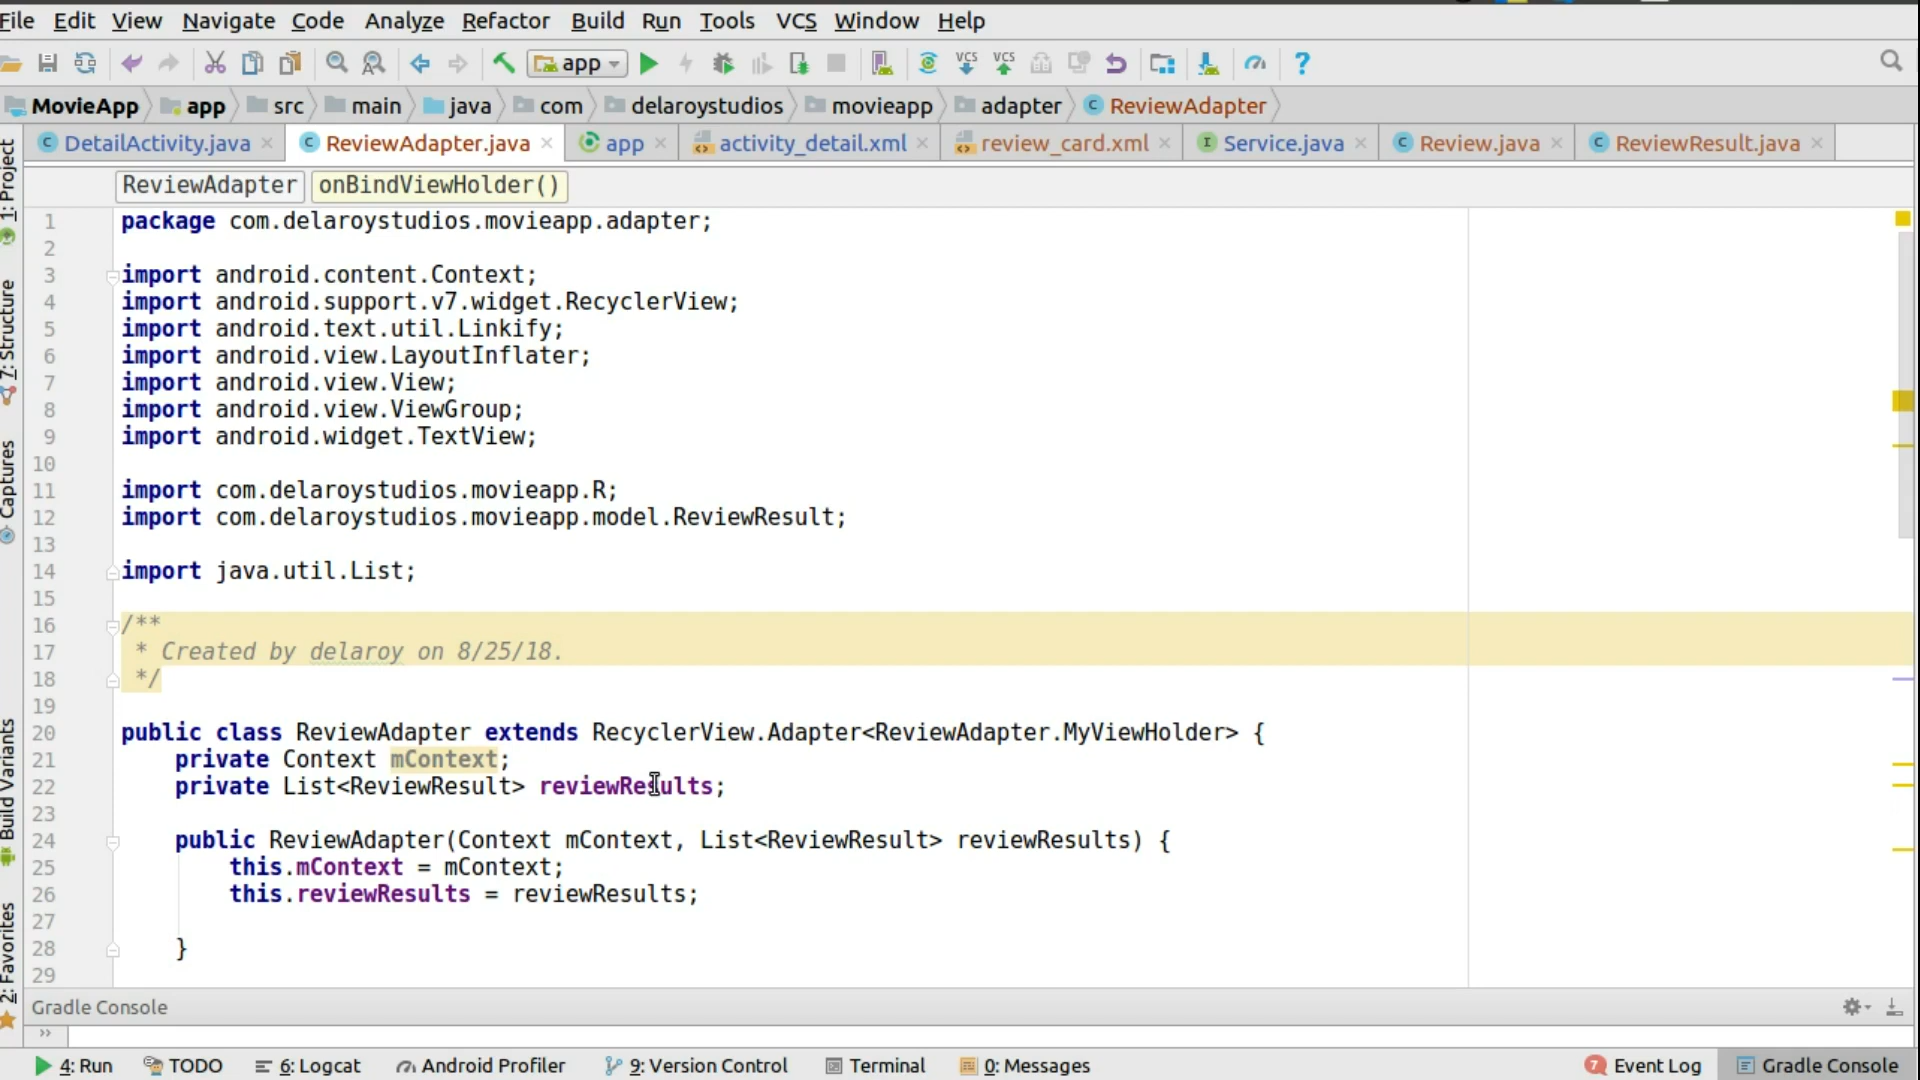 File Edit View Navigate Code Analyze Refactor Build Run Tools VCS Window Help
app VCS VCS ?
MovieApp app src main java com delaroystudios movieapp adapter C ReviewAdapter
C DetailActivity.java C ReviewAdapter.java app activity_detail.xml review_card.xml I Service.java C Review.java C ReviewResult.java
ReviewAdapter onBindViewHolder()
1: Project
7: Structure
Captures
Build Variants
2: Favorites
1 package com.delaroystudios.movieapp.adapter;
2
3 import android.content.Context;
4 import android.support.v7.widget.RecyclerView;
5 import android.text.util.Linkify;
6 import android.view.LayoutInflater;
7 import android.view.View;
8 import android.view.ViewGroup;
9 import android.widget.TextView;
10
11 import com.delaroystudios.movieapp.R;
12 import com.delaroystudios.movieapp.model.ReviewResult;
13
14 import java.util.List;
15
16 /**
17 * Created by delaroy on 8/25/18.
18 */
19
20 public class ReviewAdapter extends RecyclerView.Adapter<ReviewAdapter.MyViewHolder> {
21 private Context mContext;
22 private List<ReviewResult> reviewResults;
23
24 public ReviewAdapter(Context mContext, List<ReviewResult> reviewResults) {
25 this.mContext = mContext;
26 this.reviewResults = reviewResults;
27
28 }
29
Gradle Console
4: Run TODO 6: Logcat Android Profiler 9: Version Control Terminal 0: Messages 7 Event Log Gradle Console